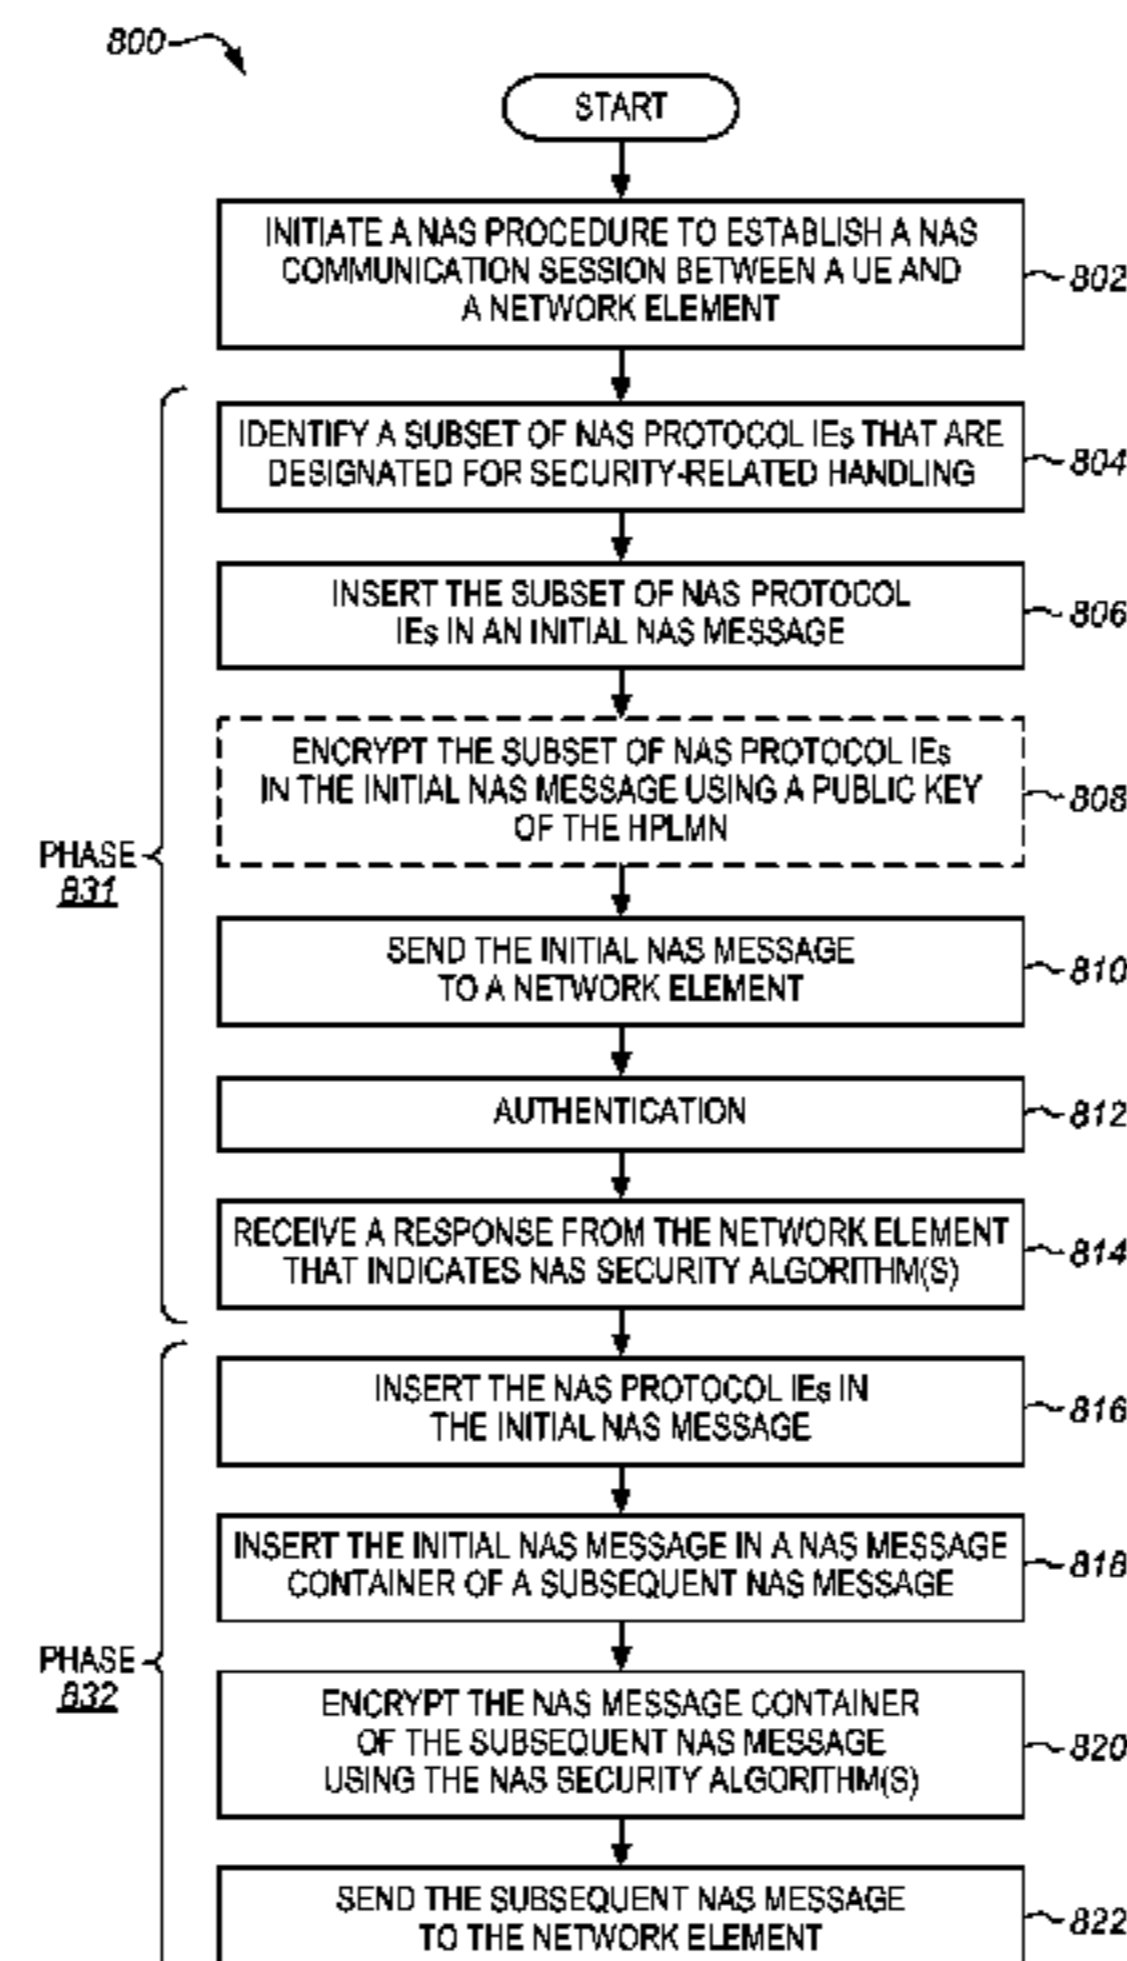 800
START
INITIATE A NAS PROCEDURE TO ESTABLISH A NAS
COMMUNICATION SESSION BETWEEN A UE AND
A NETWORK ELEMENT
802
IDENTIFY A SUBSET OF NAS PROTOCOL IEs THAT ARE
DESIGNATED FOR SECURITY-RELATED HANDLING
804
INSERT THE SUBSET OF NAS PROTOCOL
IEs IN AN INITIAL NAS MESSAGE
806
ENCRYPT THE SUBSET OF NAS PROTOCOL IEs
IN THE INITIAL NAS MESSAGE USING A PUBLIC KEY
OF THE HPLMN
808
PHASE
831
SEND THE INITIAL NAS MESSAGE
TO A NETWORK ELEMENT
810
AUTHENTICATION
812
RECEIVE A RESPONSE FROM THE NETWORK ELEMENT
THAT INDICATES NAS SECURITY ALGORITHM(S)
814
INSERT THE NAS PROTOCOL IEs IN
THE INITIAL NAS MESSAGE
816
INSERT THE INITIAL NAS MESSAGE IN A NAS MESSAGE
CONTAINER OF A SUBSEQUENT NAS MESSAGE
818
PHASE
832
ENCRYPT THE NAS MESSAGE CONTAINER
OF THE SUBSEQUENT NAS MESSAGE
USING THE NAS SECURITY ALGORITHM(S)
820
SEND THE SUBSEQUENT NAS MESSAGE
TO THE NETWORK ELEMENT
822